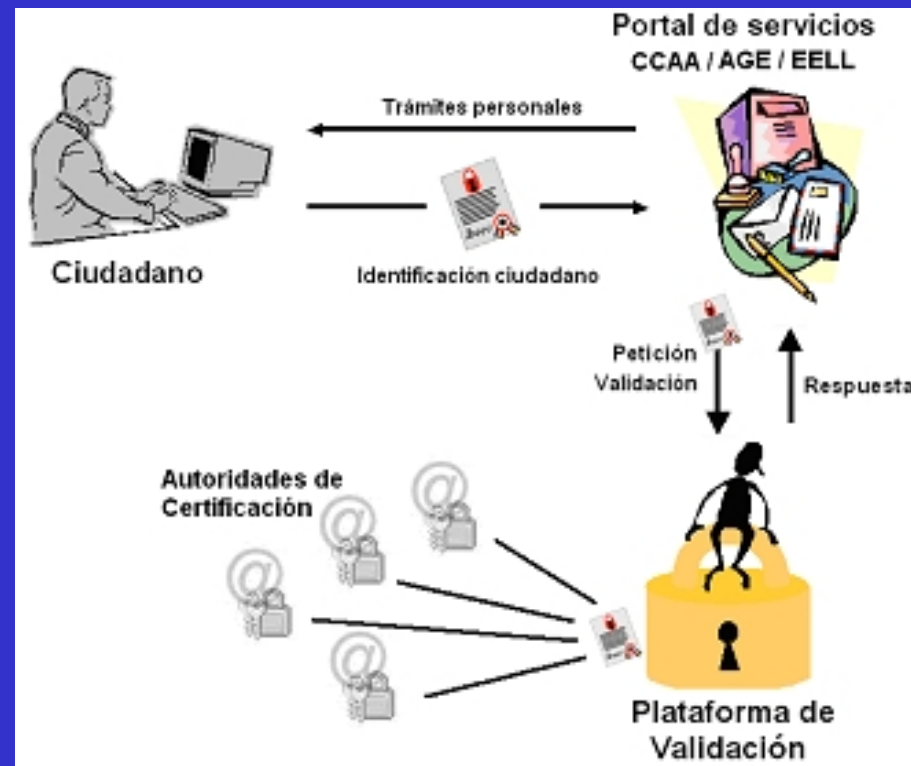 Portal de servicios
CCAA / AGE / EELL
Trámites personales
Ciudadano
Identificación ciudadano
Petición
Validación
Respuesta
Autoridades de
Certificación
Plataforma de
Validación